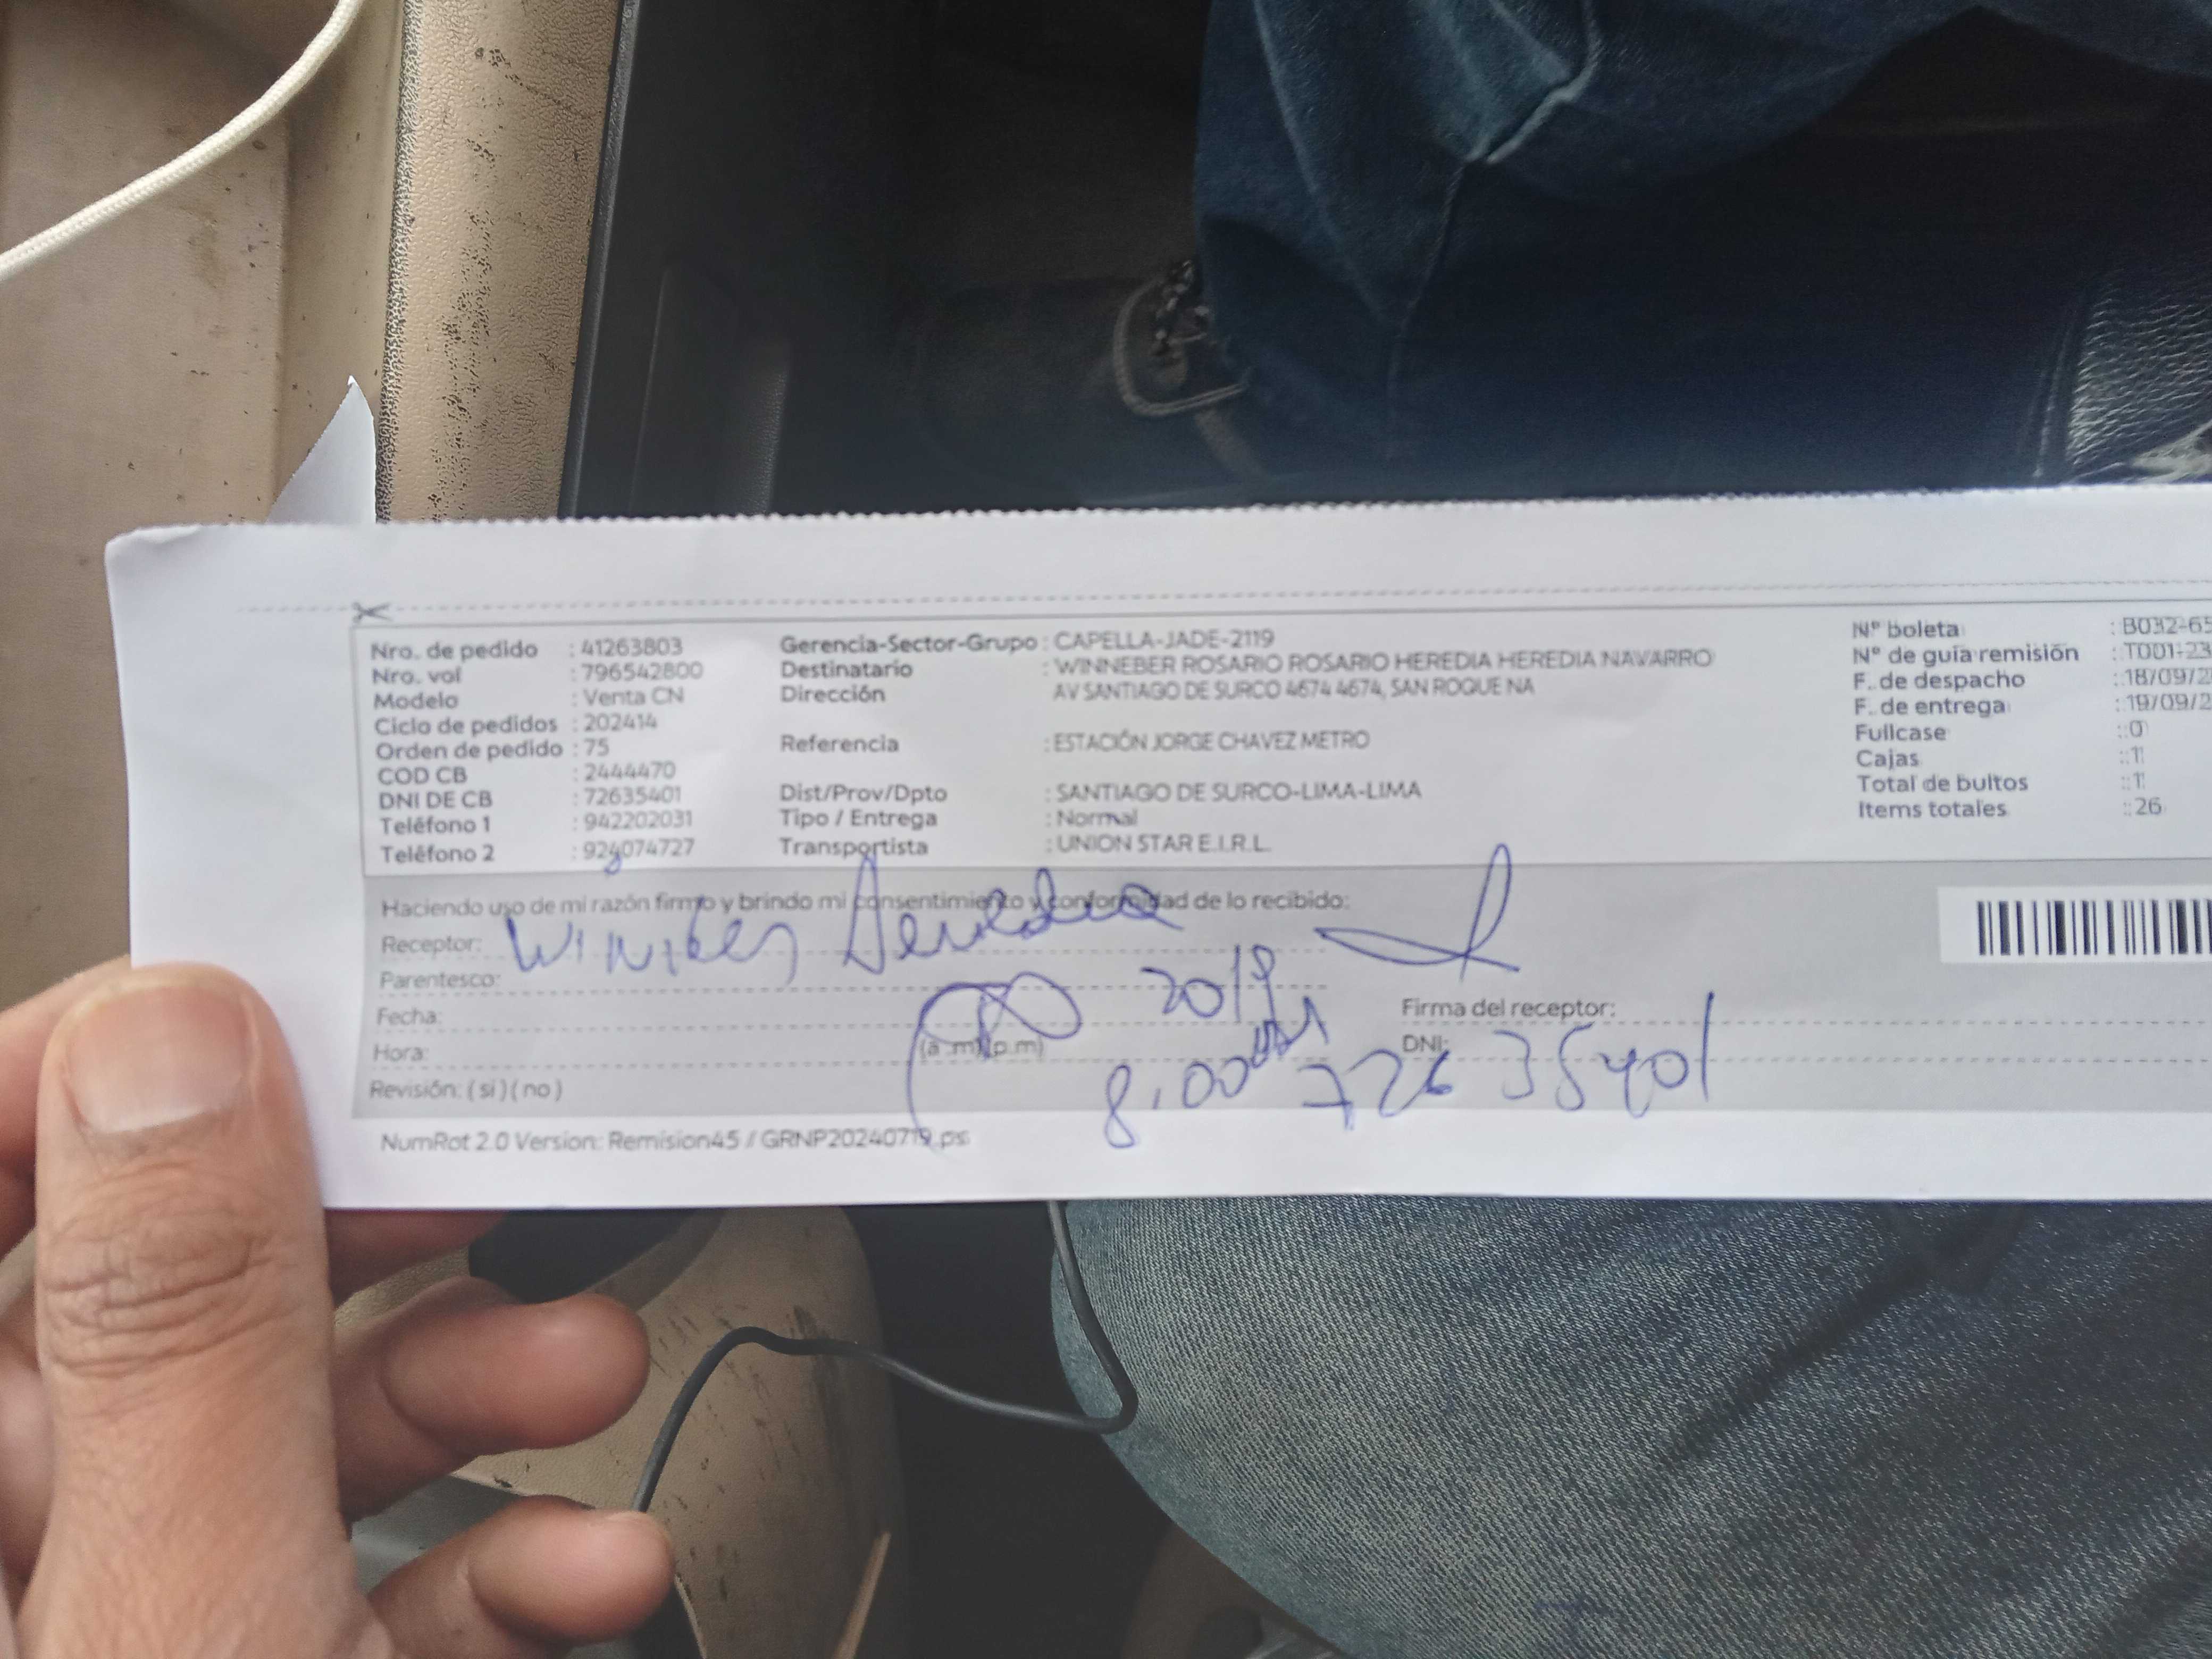 Nro. de pedido : 41263803
Nro. vol : 796542800
Modelo : Venta CN
Ciclo de pedidos : 202414
Orden de pedido : 75
COD CB : 2444470
DNI DE CB : 72635401
Teléfono 1 : 942202031
Teléfono 2 : 924074727
Gerencia-Sector-Grupo : CAPELLA-JADE-2119
Destinatario : WINNEBER ROSARIO ROSARIO HEREDIA HEREDIA NAVARRO
Dirección AV SANTIAGO DE SURCO 4674 4674, SAN ROQUE NA
Referencia : ESTACIÓN JORGE CHAVEZ METRO
Dist/Prov/Dpto : SANTIAGO DE SURCO-LIMA-LIMA
Tipo / Entrega : Normal
Transportista : UNION STAR E.I.R.L.
Nº boleta : B032-65
Nº de guía remisión : T001-23
F. de despacho : 18/09/2
F. de entrega : 19/09/2
Fullcase : 0
Cajas : 1
Total de bultos : 1
Items totales : 26
Haciendo uso de mi razón firmo y brindo mi consentimiento y conformidad de lo recibido:
Receptor:
Parentesco:
Fecha:
Hora: (a.m)(p.m) 8:00
Revisión: (si)(no)
Firma del receptor:
DNI: 72635401
NumRot 2.0 Version: Remision45 / GRNP20240719.ps